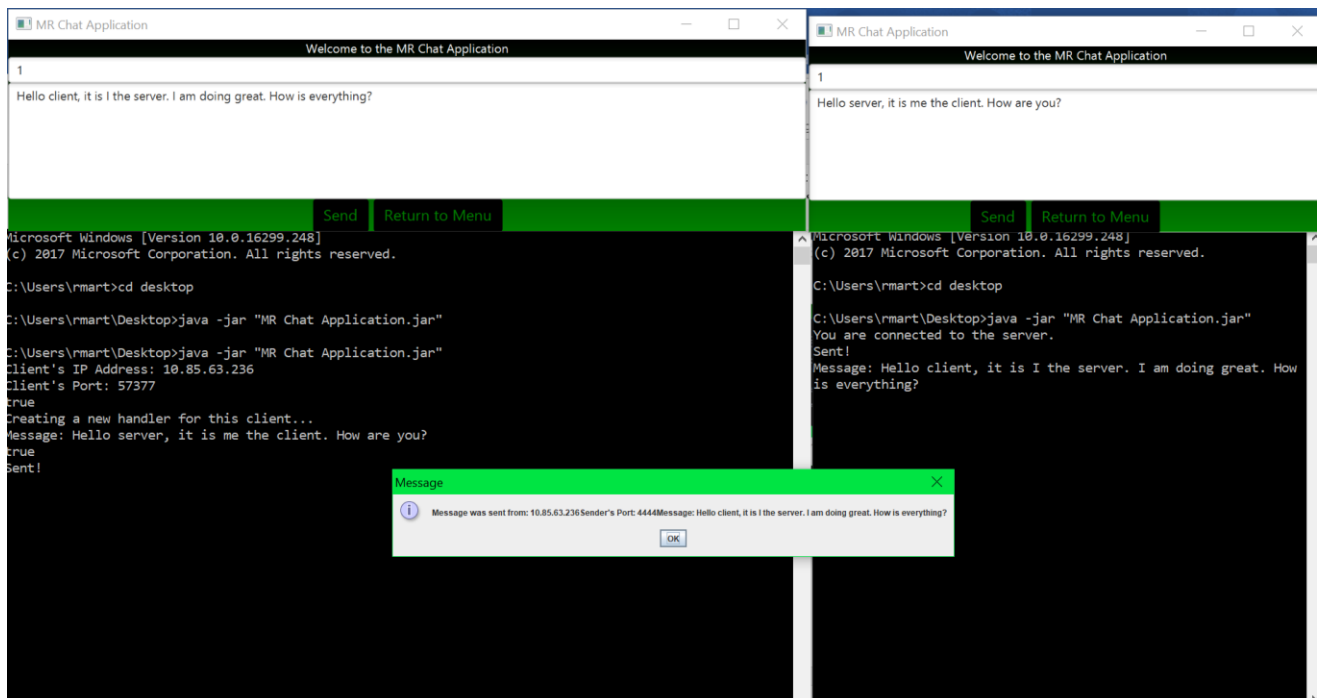 MR Chat Application
Welcome to the MR Chat Application
1
Hello client, it is I the server. I am doing great. How is everything?
Send Return to Menu
Microsoft Windows [Version 10.0.16299.248]
(c) 2017 Microsoft Corporation. All rights reserved.
C:\Users\rmart>cd desktop
C:\Users\rmart\Desktop>java -jar "MR Chat Application.jar"
C:\Users\rmart\Desktop>java -jar "MR Chat Application.jar"
Client's IP Address: 10.85.63.236
Client's Port: 57377
true
Creating a new handler for this client...
Message: Hello server, it is me the client. How are you?
true
Sent!
MR Chat Application
Welcome to the MR Chat Application
1
Hello server, it is me the client. How are you?
Send Return to Menu
Microsoft Windows [Version 10.0.16299.248]
(c) 2017 Microsoft Corporation. All rights reserved.
C:\Users\rmart>cd desktop
C:\Users\rmart\Desktop>java -jar "MR Chat Application.jar"
You are connected to the server.
Sent!
Message: Hello client, it is I the server. I am doing great. How
is everything?
Message
Message was sent from: 10.85.63.236Sender's Port: 4444Message: Hello client, it is I the server. I am doing great. How is everything?
OK